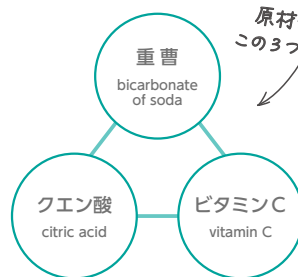 原材
この3つ
重曹
bicarbonate
of soda
クエン酸
citric acid
ビタミンC
vitamin C